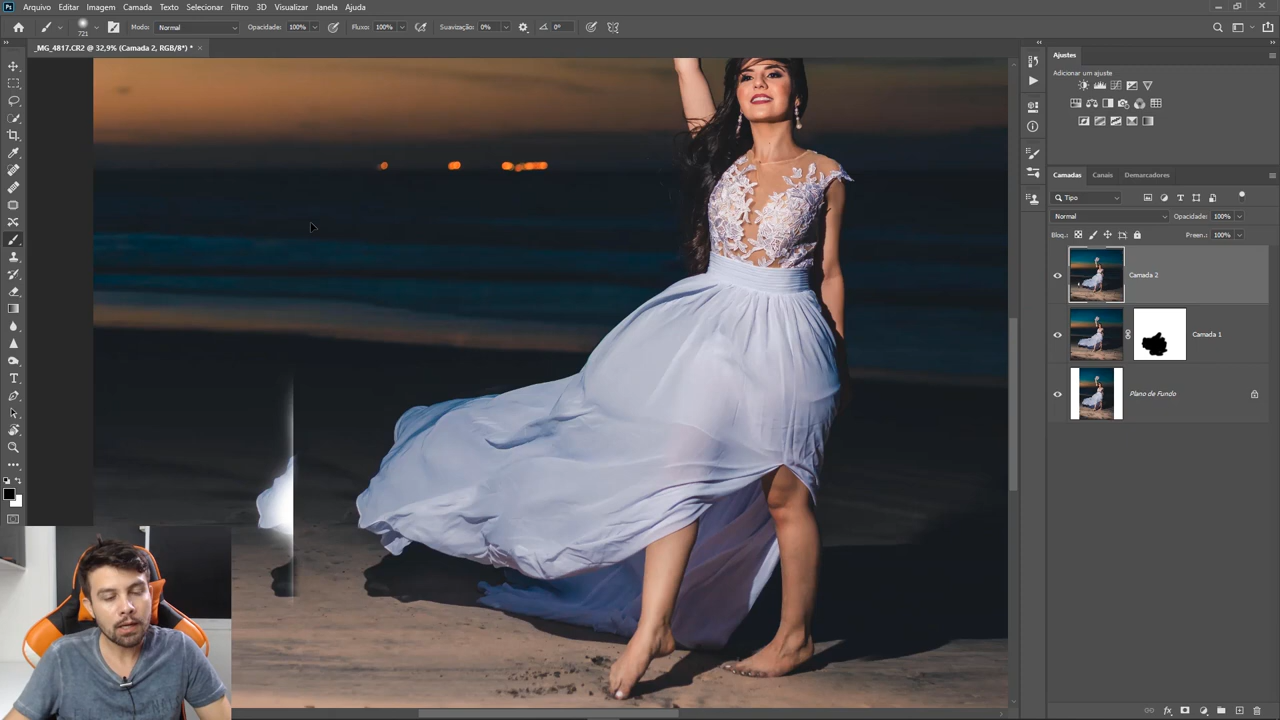 Arquivo Editar Imagem Camada Texto Selecionar Filtro 3D Visualizar Janela Ajuda
721 Modo: Normal Opacidade: 100% Fluxo: 100% Suavização: 0% 0°
_MG_4817.CR2 @ 32,9% (Camada 2, RGB/8*) *
Ajustes
Adicionar um ajuste
Camadas Canais Demarcadores
Tipo
Normal Opacidade: 100%
Bloq.: Preen.: 100%
Camada 2
Camada 1
Plano de Fundo